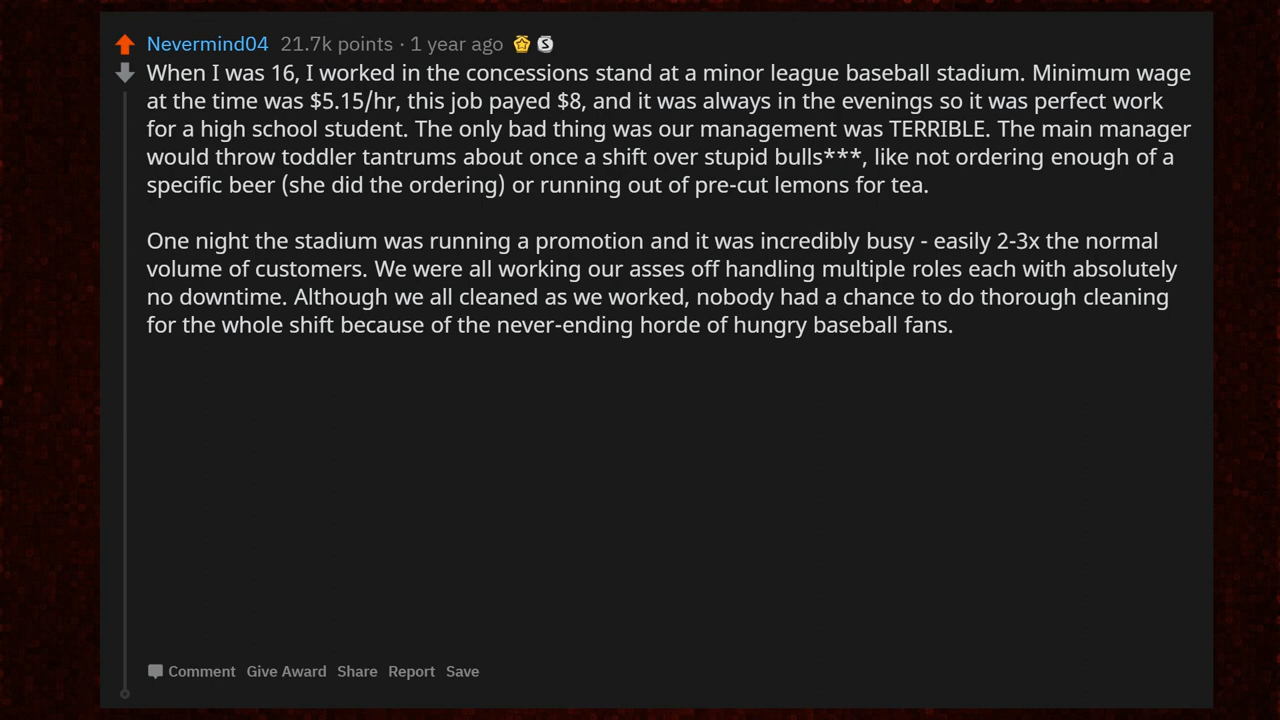 Nevermind04 21.7k points · 1 year ago
When I was 16, I worked in the concessions stand at a minor league baseball stadium. Minimum wage
at the time was $5.15/hr, this job payed $8, and it was always in the evenings so it was perfect work
for a high school student. The only bad thing was our management was TERRIBLE. The main manager
would throw toddler tantrums about once a shift over stupid bulls***, like not ordering enough of a
specific beer (she did the ordering) or running out of pre-cut lemons for tea.
One night the stadium was running a promotion and it was incredibly busy - easily 2-3x the normal
volume of customers. We were all working our asses off handling multiple roles each with absolutely
no downtime. Although we all cleaned as we worked, nobody had a chance to do thorough cleaning
for the whole shift because of the never-ending horde of hungry baseball fans.
Comment Give Award Share Report Save